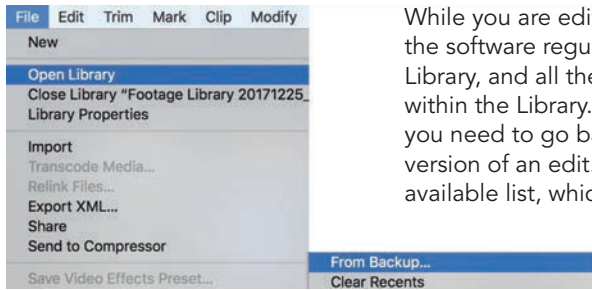 File Edit Trim Mark Clip Modify
New
Open Library
Close Library "Footage Library 20171225_
Library Properties
Import
Transcode Media...
Relink Files...
Export XML...
Share
Send to Compressor
Save Video Effects Preset...
From Backup...
Clear Recents
While you are edi
the software regu
Library, and all the
within the Library.
you need to go ba
version of an edit.
available list, whic